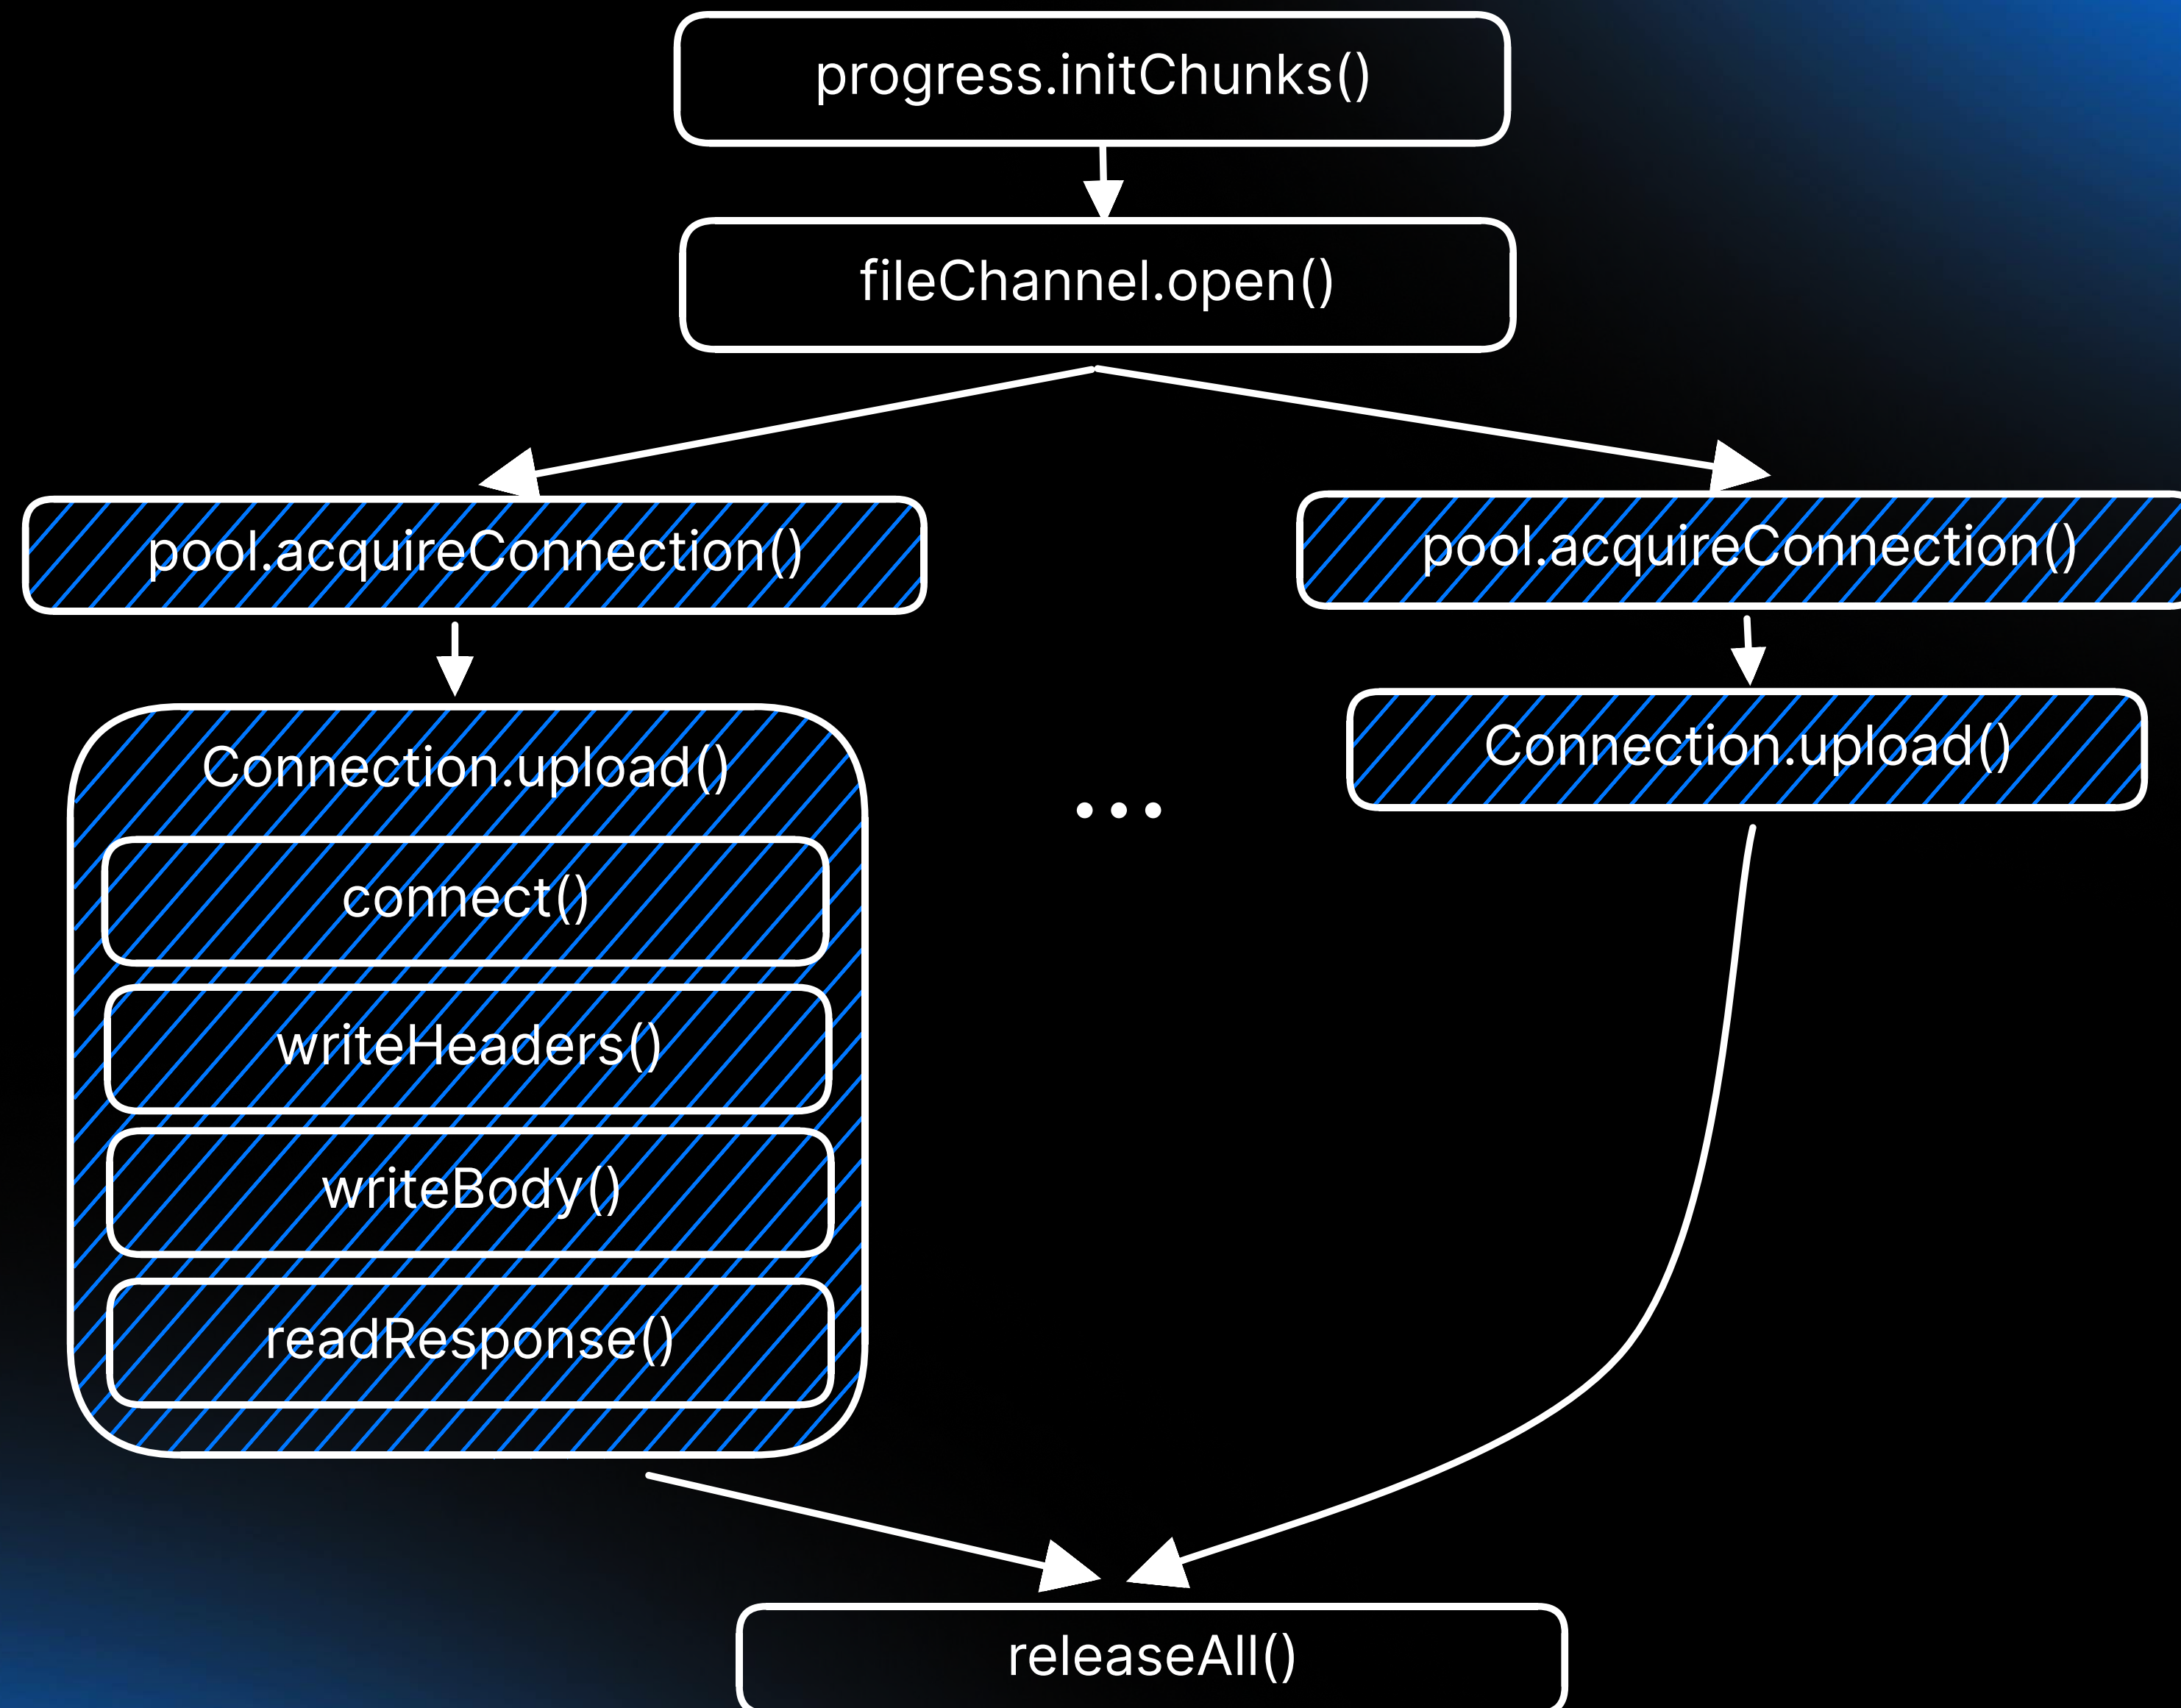 progress.initChunks()
fileChannel.open()
pool.acquireConnection()
pool.acquireConnection()
Connection.upload()
Connection.upload()
connect()
writeHeaders()
writeBody()
readResponse()
...
releaseAll()